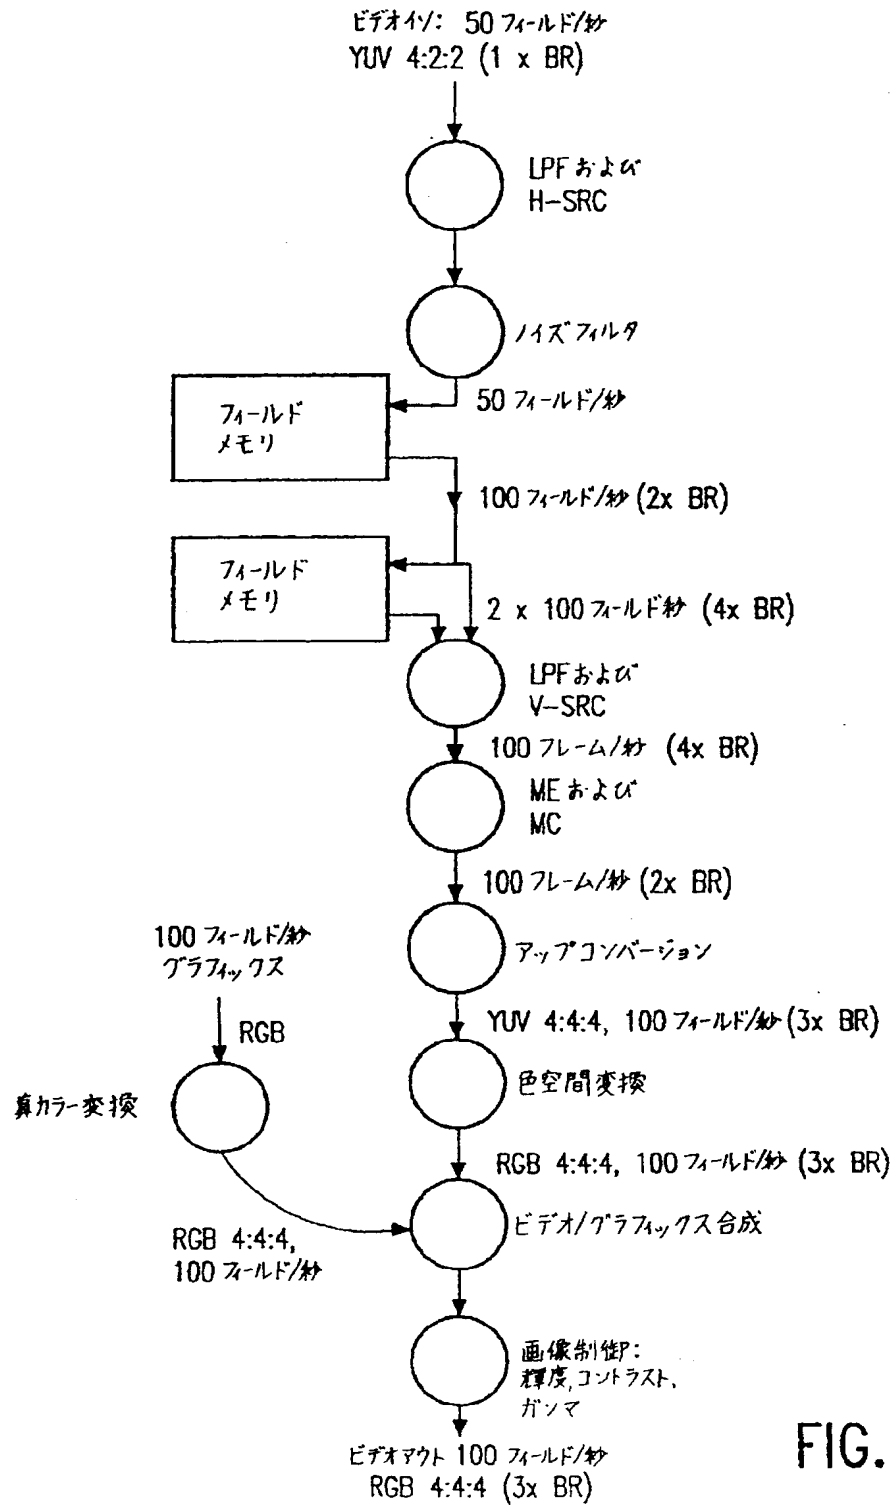 ビデオイソ: 50 フィールド/秒
YUV 4:2:2 (1 x BR)
LPF および
H-SRC
ノイズフィルタ
50 フィールド/秒
フィールド
メモリ
100 フィールド/秒 (2x BR)
フィールド
メモリ
2 x 100 フィールド秒 (4x BR)
LPF および
V-SRC
100 フレーム/秒 (4x BR)
ME および
MC
100 フレーム/秒 (2x BR)
100 フィールド/秒
グラフィックス
アップコンバージョン
RGB
YUV 4:4:4, 100 フィールド/秒 (3x BR)
色空間変換
カラー変換
RGB 4:4:4, 100 フィールド/秒 (3x BR)
ビデオ/グラフィックス合成
RGB 4:4:4,
100 フィールド/秒
画像制御:
輝度,コントラスト,
ガンマ
ビデオアウト 100 フィールド/秒
RGB 4:4:4 (3x BR)
FIG.